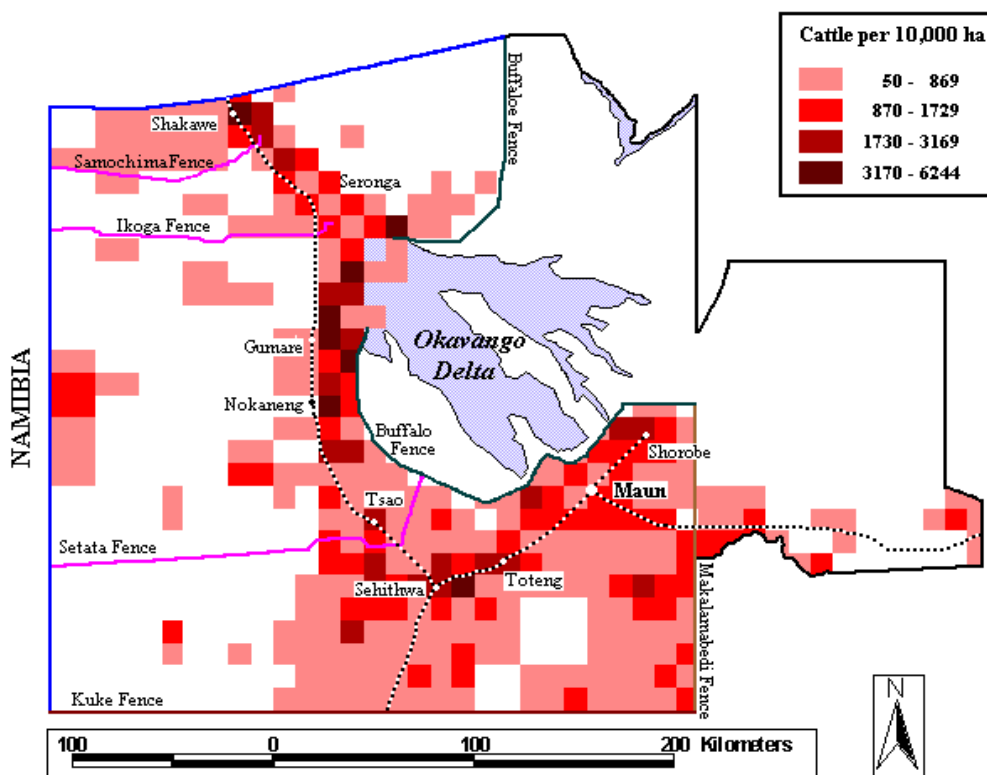 Cattle per 10,000 ha
50 - 869
870 - 1729
1730 - 3169
3170 - 6244
Buffaloe Fence
Shakawe
Samochima Fence
Seronga
Ikoga Fence
Okavango
Delta
Gumare
NAMIBIA
Nokaneng
Buffalo
Fence
Shorobe
Maun
Tsao
Setata Fence
Toteng
Sehithwa
Makalamabedi Fence
Kuke Fence
N
100 0 100 200 Kilometers